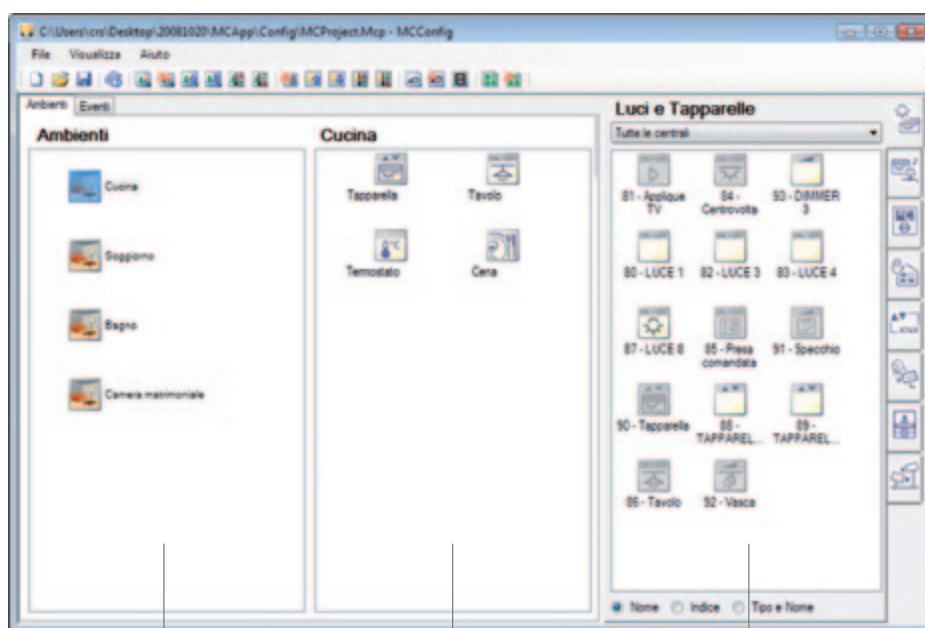 C:\Users\crs\Desktop\20081020\MCApp\Config\MCProject.Mcp - MCConfig
File Visualizza Aiuto
Ambienti Eventi
Ambienti
Cucina
Soggiorno
Bagno
Camera matrimoniale
Cucina
Tapparella
Tavolo
Termostato
Cena
Luci e Tapparelle
Tutte le centrali
81 - Applique TV
84 - Centrovolta
93 - DIMMER 3
80 - LUCE 1
82 - LUCE 3
83 - LUCE 4
87 - LUCE 8
85 - Presa comandata
91 - Specchio
90 - Tapparella
88 - TAPPAREL...
89 - TAPPAREL...
86 - Tavolo
92 - Vasca
Nome Indice Tipo e Nome